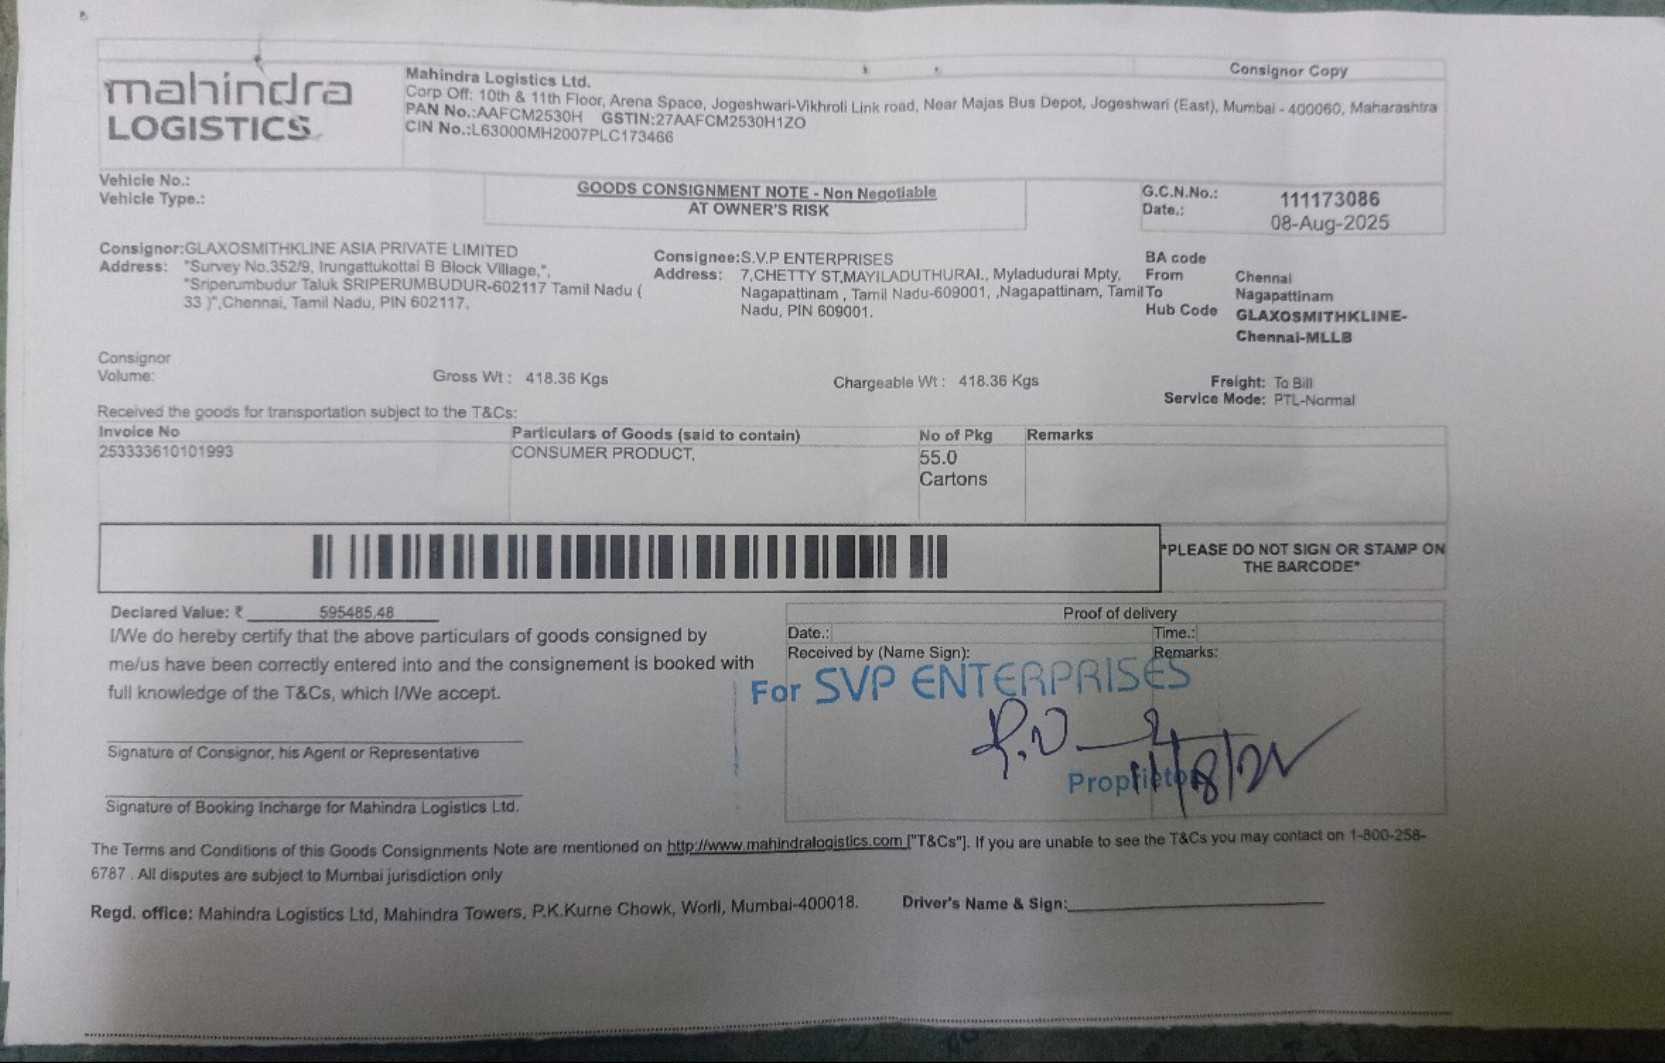 mahindra
LOGISTICS
Mahindra Logistics Ltd.
Corp Off: 10th & 11th Floor, Arena Space, Jogeshwari-Vikhroli Link road, Near Majas Bus Depot, Jogeshwari (East), Mumbai - 400060, Maharashtra
PAN No.:AAFCM2530H GSTIN:27AAFCM2530H1ZO
CIN No.:L63000MH2007PLC173466
Consignor Copy
Vehicle No.:
Vehicle Type.:
GOODS CONSIGNMENT NOTE - Non Negotiable
AT OWNER'S RISK
G.C.N.No.: 111173086
Date.: 08-Aug-2025
Consignor:GLAXOSMITHKLINE ASIA PRIVATE LIMITED
Address: "Survey No.352/9, Irungattukottai B Block Village,",
"Sriperumbudur Taluk SRIPERUMBUDUR-602117 Tamil Nadu (
33 )",Chennai, Tamil Nadu, PIN 602117,
Consignee:S.V.P ENTERPRISES
Address: 7,CHETTY ST,MAYILADUTHURAI,, Myladudurai Mpty,
Nagapattinam , Tamil Nadu-609001, ,Nagapattinam, Tamil
Nadu, PIN 609001.
BA code
From Chennai
To Nagapattinam
Hub Code GLAXOSMITHKLINE-
Chennai-MLLB
Consignor
Volume:
Gross Wt : 418.36 Kgs
Chargeable Wt : 418.36 Kgs
Freight: To Bill
Service Mode: PTL-Normal
Received the goods for transportation subject to the T&Cs:
Invoice No Particulars of Goods (said to contain) No of Pkg Remarks
253333610101993 CONSUMER PRODUCT, 55.0
Cartons
*PLEASE DO NOT SIGN OR STAMP ON
THE BARCODE*
Declared Value: ₹ 595485.48
I/We do hereby certify that the above particulars of goods consigned by
me/us have been correctly entered into and the consignement is booked with
full knowledge of the T&Cs, which I/We accept.
Signature of Consignor, his Agent or Representative
Signature of Booking Incharge for Mahindra Logistics Ltd.
Proof of delivery
Date.: Time.:
Received by (Name Sign): Remarks:
For SVP ENTERPRISES
Proprietor
The Terms and Conditions of this Goods Consignments Note are mentioned on http://www.mahindralogistics.com ["T&Cs"]. If you are unable to see the T&Cs you may contact on 1-800-258-
6787 . All disputes are subject to Mumbai jurisdiction only
Regd. office: Mahindra Logistics Ltd, Mahindra Towers, P.K.Kurne Chowk, Worli, Mumbai-400018.
Driver's Name & Sign: